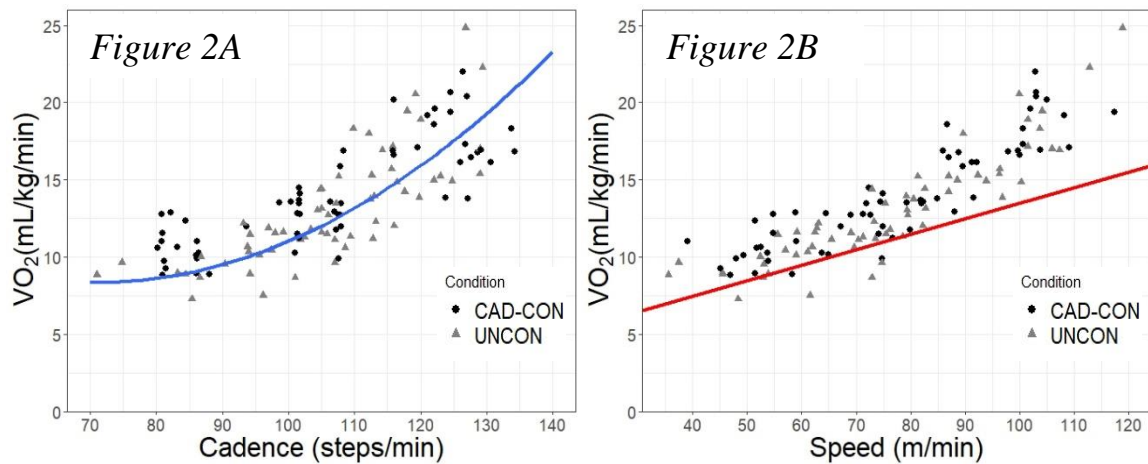 Figure 2A
VO2(mL/kg/min)
25
20
15
10
5
0
Condition
CAD-CON
UNCON
70 80 90 100 110 120 130 140
Cadence (steps/min)
Figure 2B
VO2(mL/kg/min)
25
20
15
10
5
0
Condition
CAD-CON
UNCON
40 50 60 70 80 90 100 110 120
Speed (m/min)